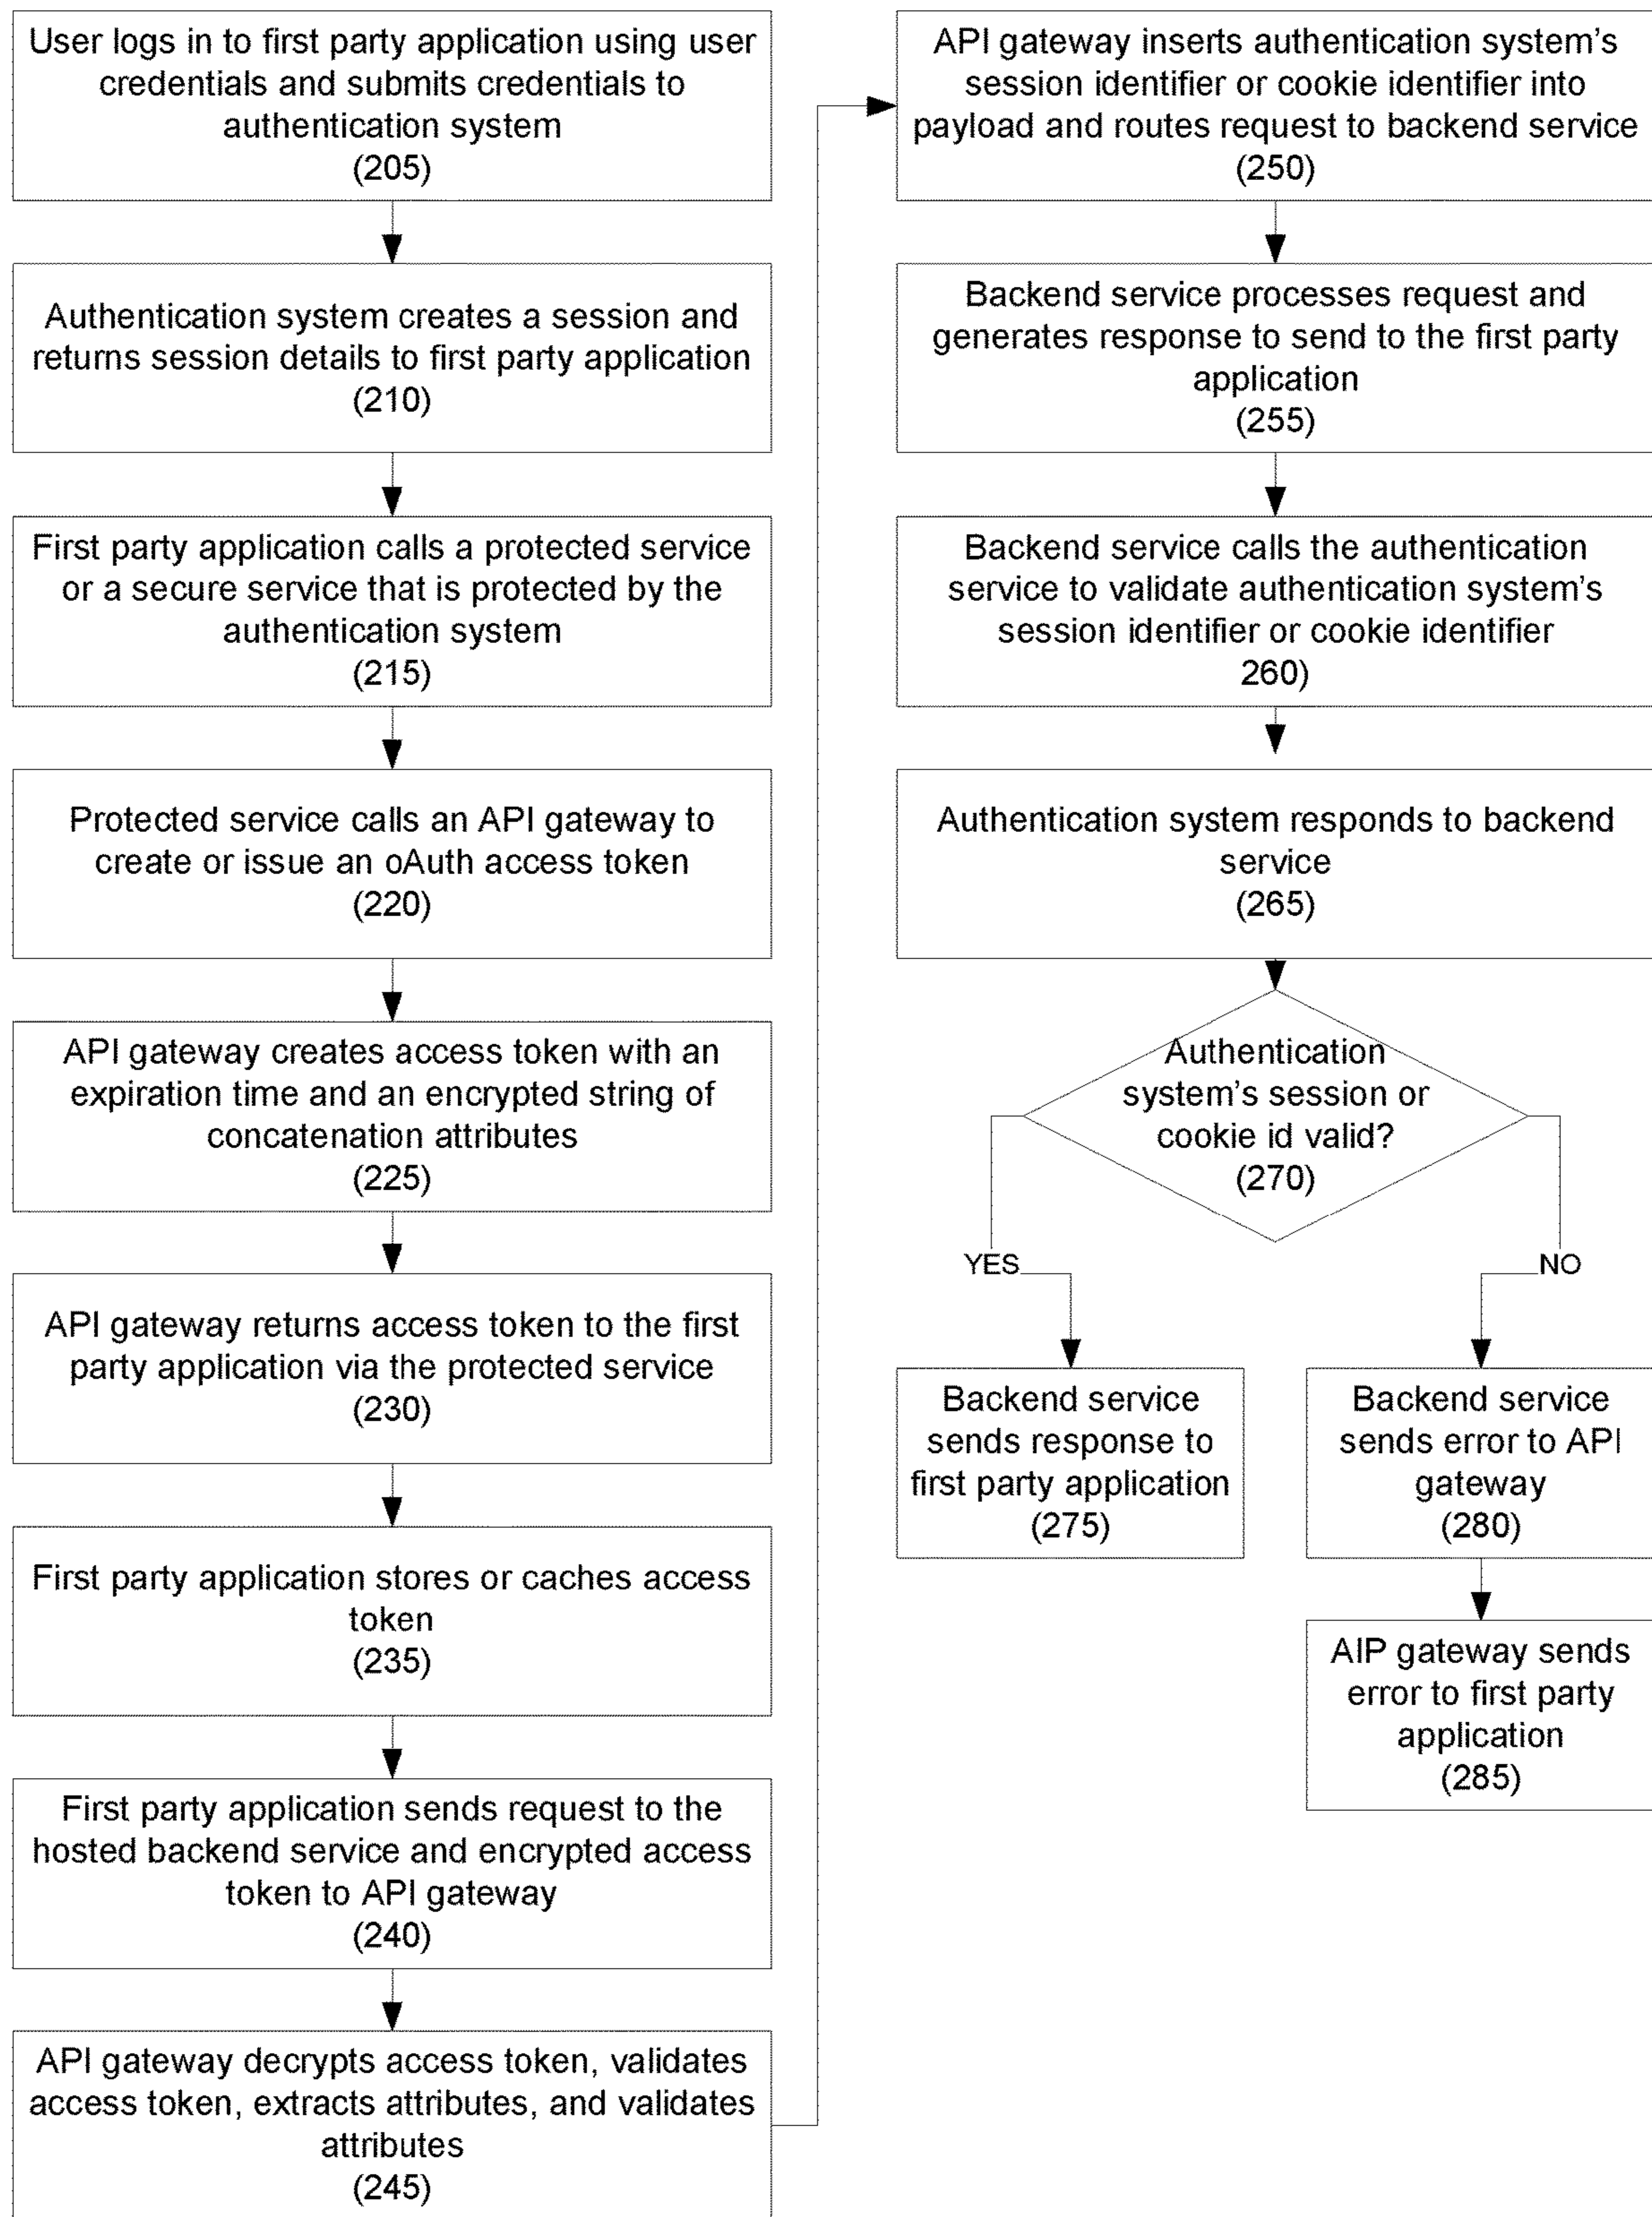 User logs in to first party application using user
credentials and submits credentials to
authentication system
(205)
Authentication system creates a session and
returns session details to first party application
(210)
First party application calls a protected service
or a secure service that is protected by the
authentication system
(215)
Protected service calls an API gateway to
create or issue an oAuth access token
(220)
API gateway creates access token with an
expiration time and an encrypted string of
concatenation attributes
(225)
API gateway returns access token to the first
party application via the protected service
(230)
First party application stores or caches access
token
(235)
First party application sends request to the
hosted backend service and encrypted access
token to API gateway
(240)
API gateway decrypts access token, validates
access token, extracts attributes, and validates
attributes
(245)
API gateway inserts authentication system's
session identifier or cookie identifier into
payload and routes request to backend service
(250)
Backend service processes request and
generates response to send to the first party
application
(255)
Backend service calls the authentication
service to validate authentication system's
session identifier or cookie identifier
260)
Authentication system responds to backend
service
(265)
Authentication
system's session or
cookie id valid?
(270)
YES
NO
Backend service
sends response to
first party application
(275)
Backend service
sends error to API
gateway
(280)
AIP gateway sends
error to first party
application
(285)